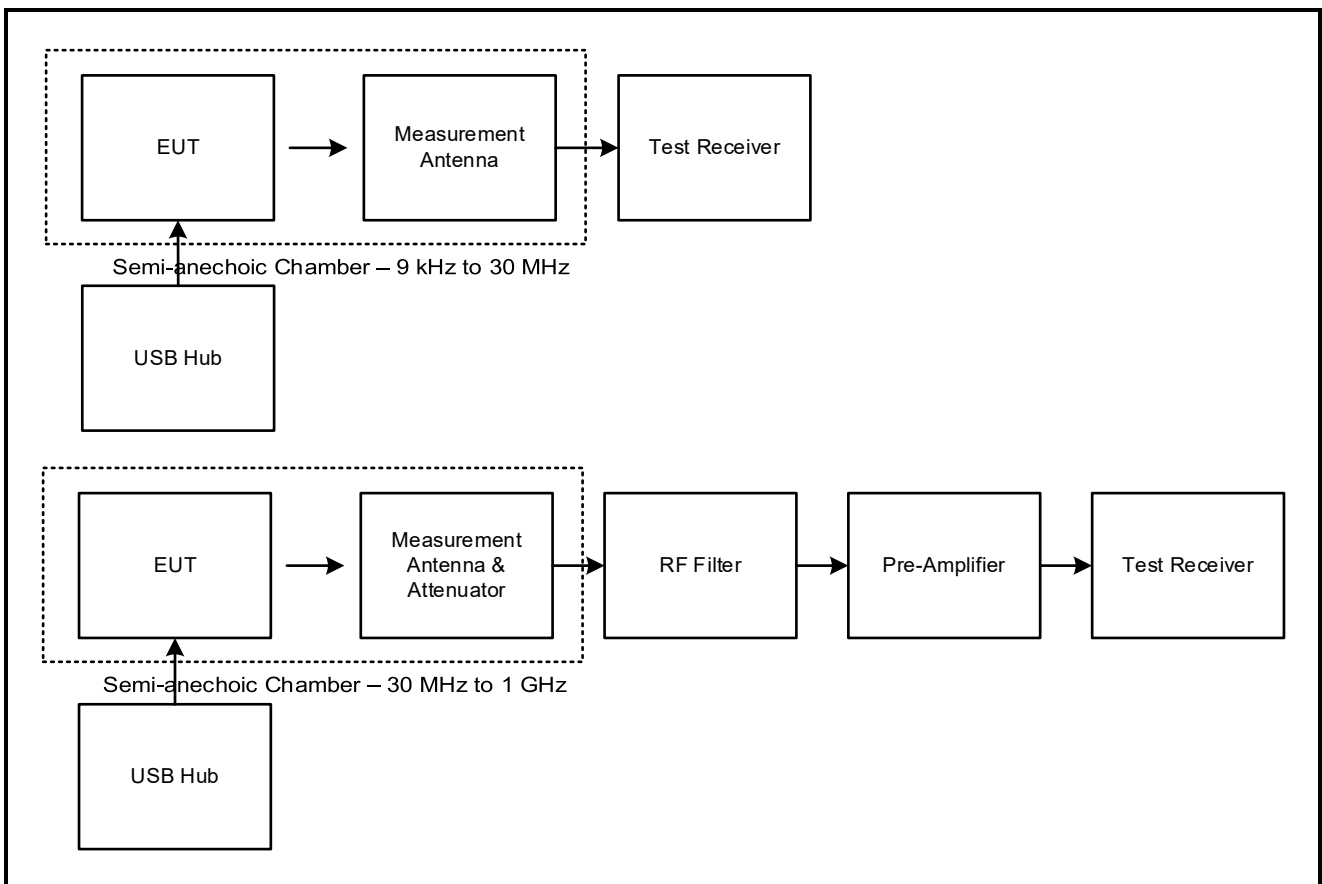 EUT
Measurement
Antenna
Test Receiver
Semi-anechoic Chamber – 9 kHz to 30 MHz
USB Hub
EUT
Measurement
Antenna &
Attenuator
RF Filter
Pre-Amplifier
Test Receiver
Semi-anechoic Chamber – 30 MHz to 1 GHz
USB Hub